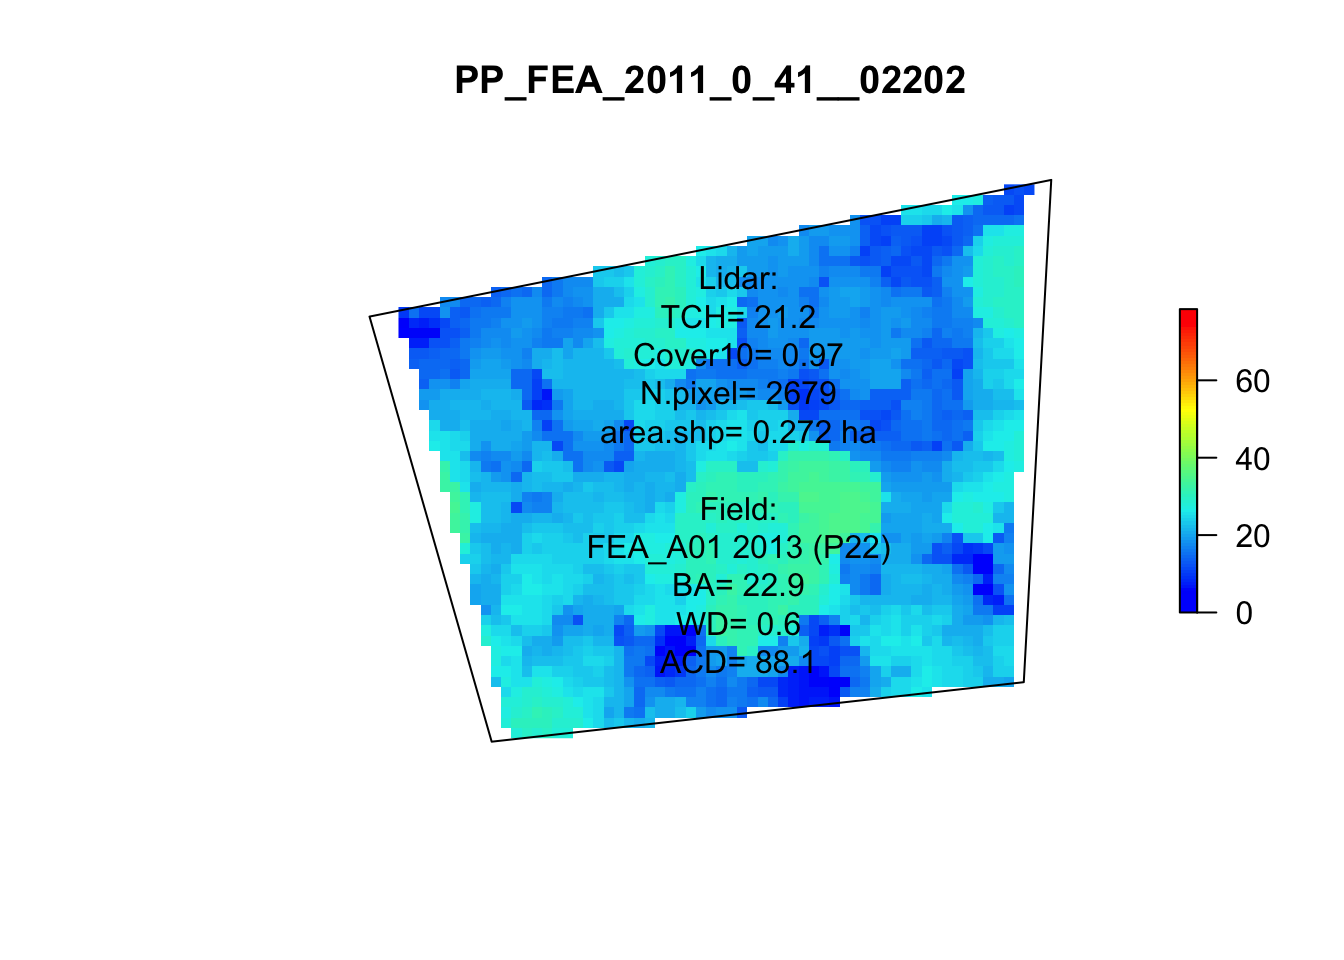 PP_FEA_2011_0_41__02202
Lidar:
TCH= 21.2
Cover10= 0.97
N.pixel= 2679
area.shp= 0.272 ha
Field:
FEA_A01 2013 (P22)
BA= 22.9
WD= 0.6
ACD= 88.1
60
40
20
0